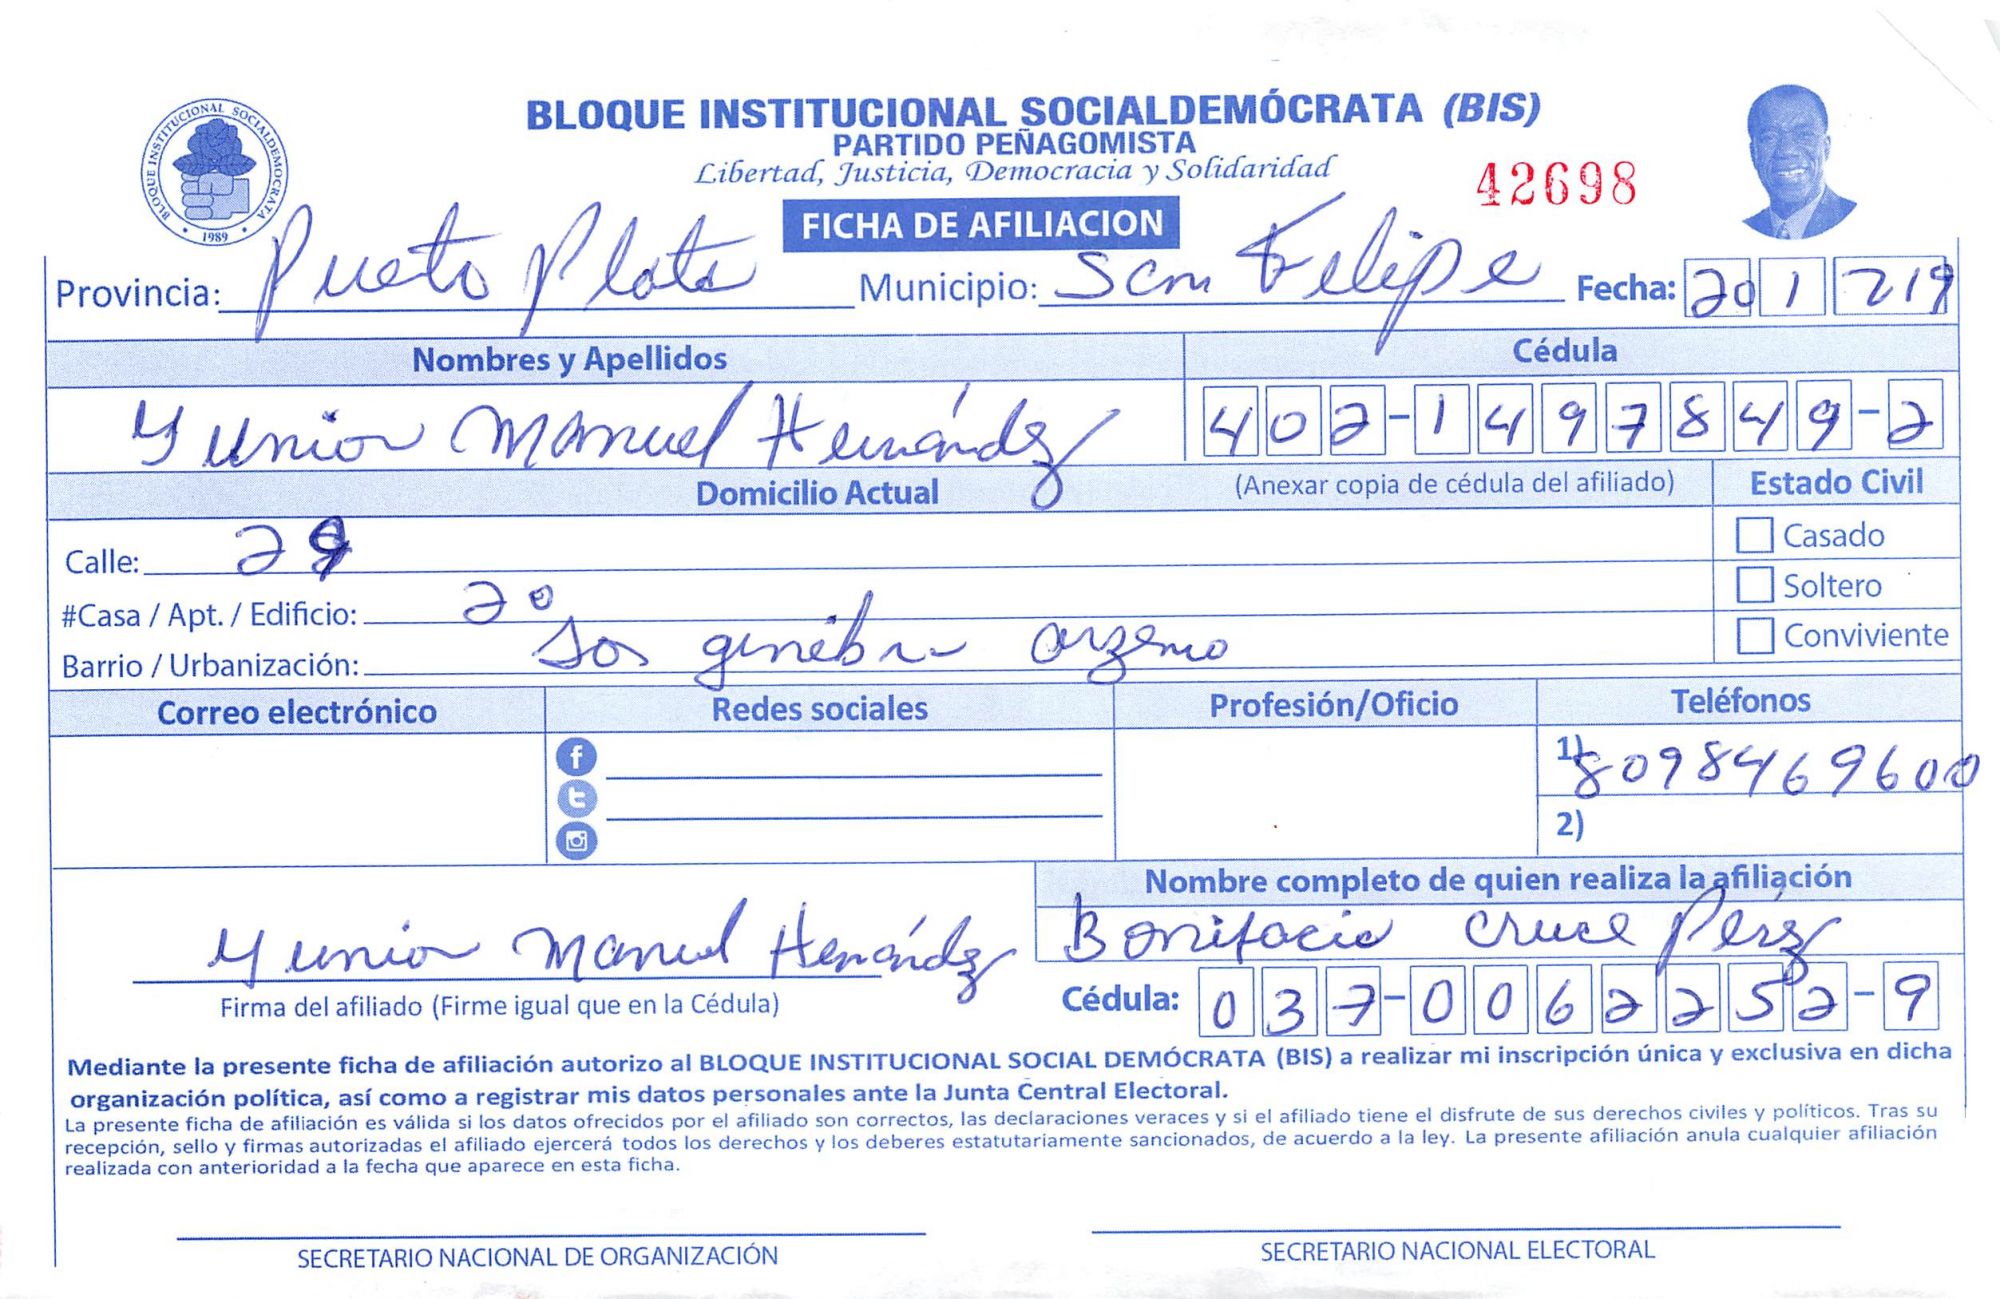 BLOQUE INSTITUCIONAL SOCIALDEMÓCRATA (BIS)
PARTIDO PEÑAGOMISTA
Libertad, Justicia, Democracia y Solidaridad
42698
BLOQUE INSTITUCIONAL SOCIALDEMOCRATA
1989
FICHA DE AFILIACION
Provincia: Pueto Plata Municipio: San Felipe Fecha: 20 1 219
Nombres y Apellidos Cédula
Yunior Manuel Hernández 402-1497849-2
Domicilio Actual (Anexar copia de cédula del afiliado) Estado Civil
Calle: 29 Casado
#Casa / Apt. / Edificio: 20 Soltero
Barrio / Urbanización: ginebra Conviviente
Correo electrónico Redes sociales Profesión/Oficio Teléfonos
1) 8098469600
2)
Nombre completo de quien realiza la afiliación
Yunior Manuel Hernández Bonifacio Cruce Pérez
Firma del afiliado (Firme igual que en la Cédula) Cédula: 037-0062252-9
Mediante la presente ficha de afiliación autorizo al BLOQUE INSTITUCIONAL SOCIAL DEMÓCRATA (BIS) a realizar mi inscripción única y exclusiva en dicha
organización política, así como a registrar mis datos personales ante la Junta Central Electoral.
La presente ficha de afiliación es válida si los datos ofrecidos por el afiliado son correctos, las declaraciones veraces y si el afiliado tiene el disfrute de sus derechos civiles y políticos. Tras su
recepción, sello y firmas autorizadas el afiliado ejercerá todos los derechos y los deberes estatutariamente sancionados, de acuerdo a la ley. La presente afiliación anula cualquier afiliación
realizada con anterioridad a la fecha que aparece en esta ficha.
SECRETARIO NACIONAL DE ORGANIZACIÓN SECRETARIO NACIONAL ELECTORAL